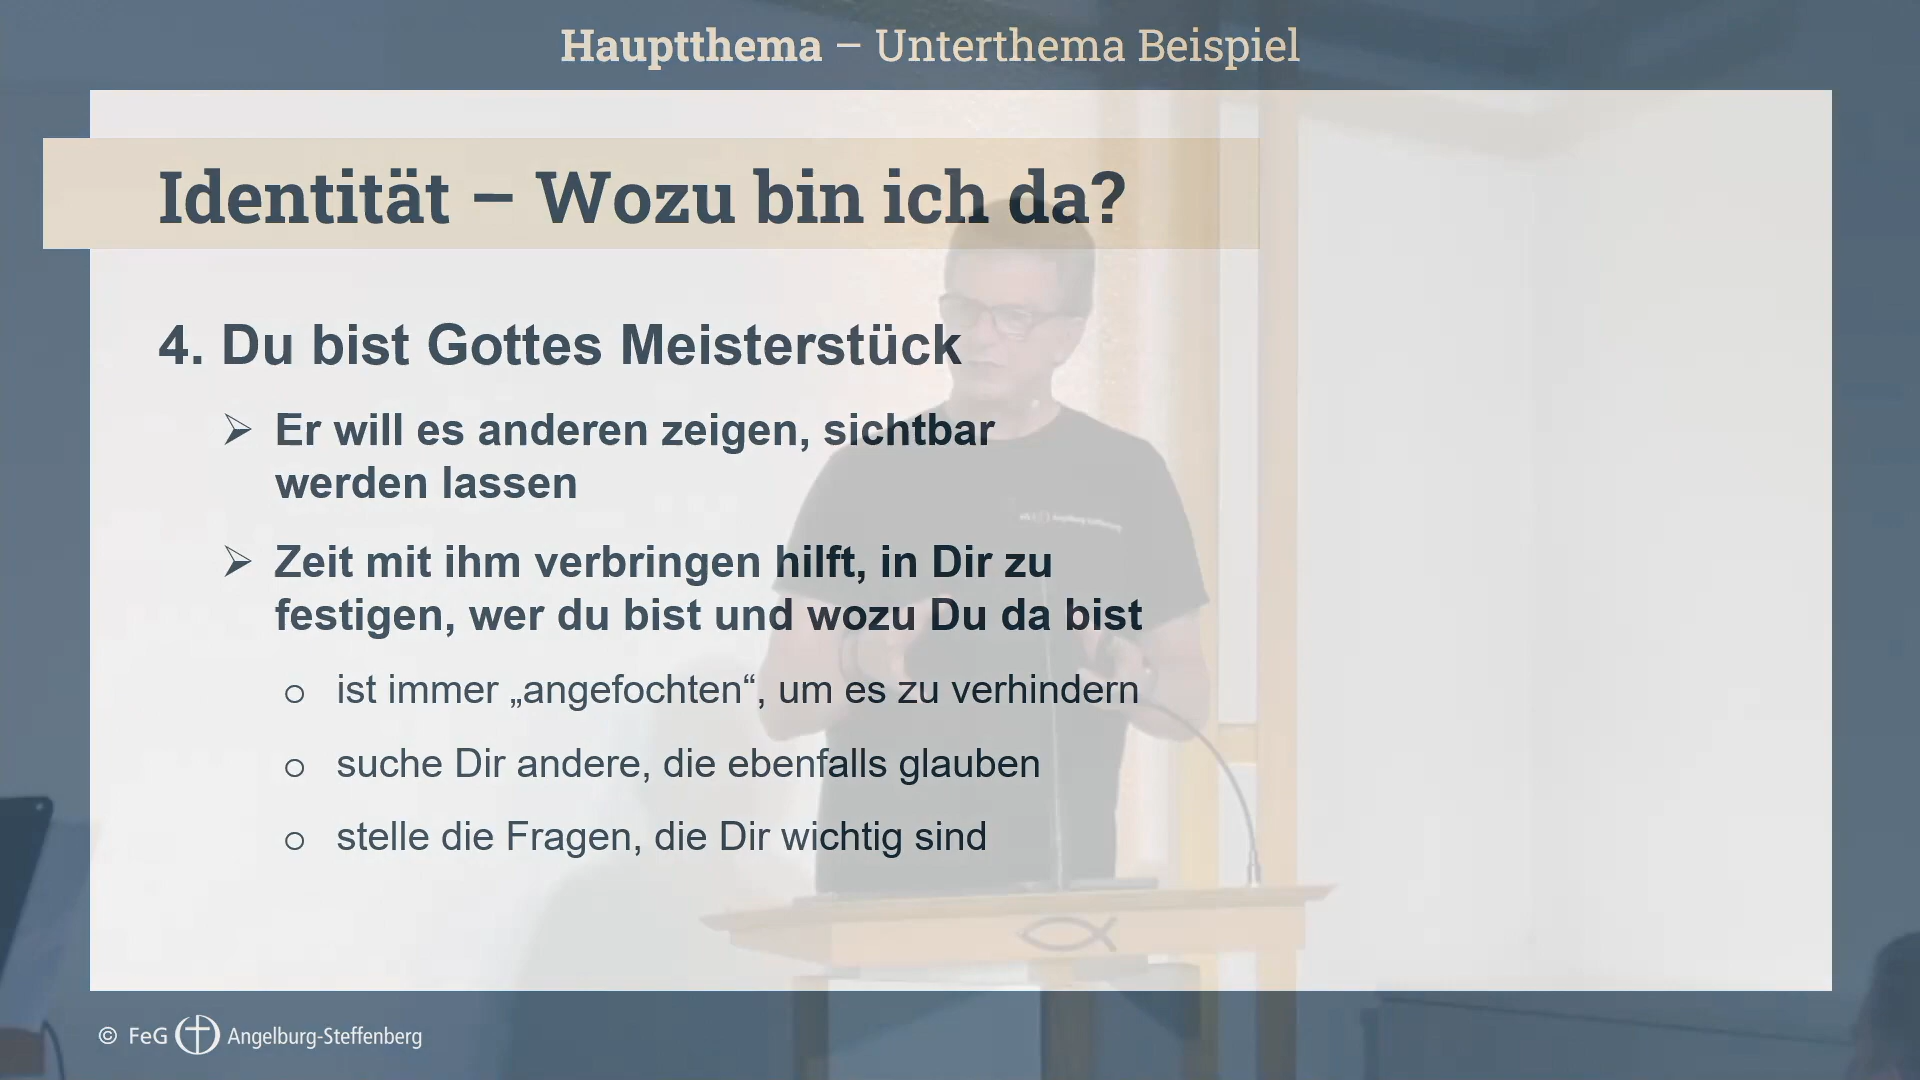 Hauptthema – Unterthema Beispiel
Identität – Wozu bin ich da?
4. Du bist Gottes Meisterstück
➢ Er will es anderen zeigen, sichtbar
werden lassen
➢ Zeit mit ihm verbringen hilft, in Dir zu
festigen, wer du bist und wozu Du da bist
o ist immer „angefochten“, um es zu verhindern
o suche Dir andere, die ebenfalls glauben
o stelle die Fragen, die Dir wichtig sind
© FeG Angelburg-Steffenberg